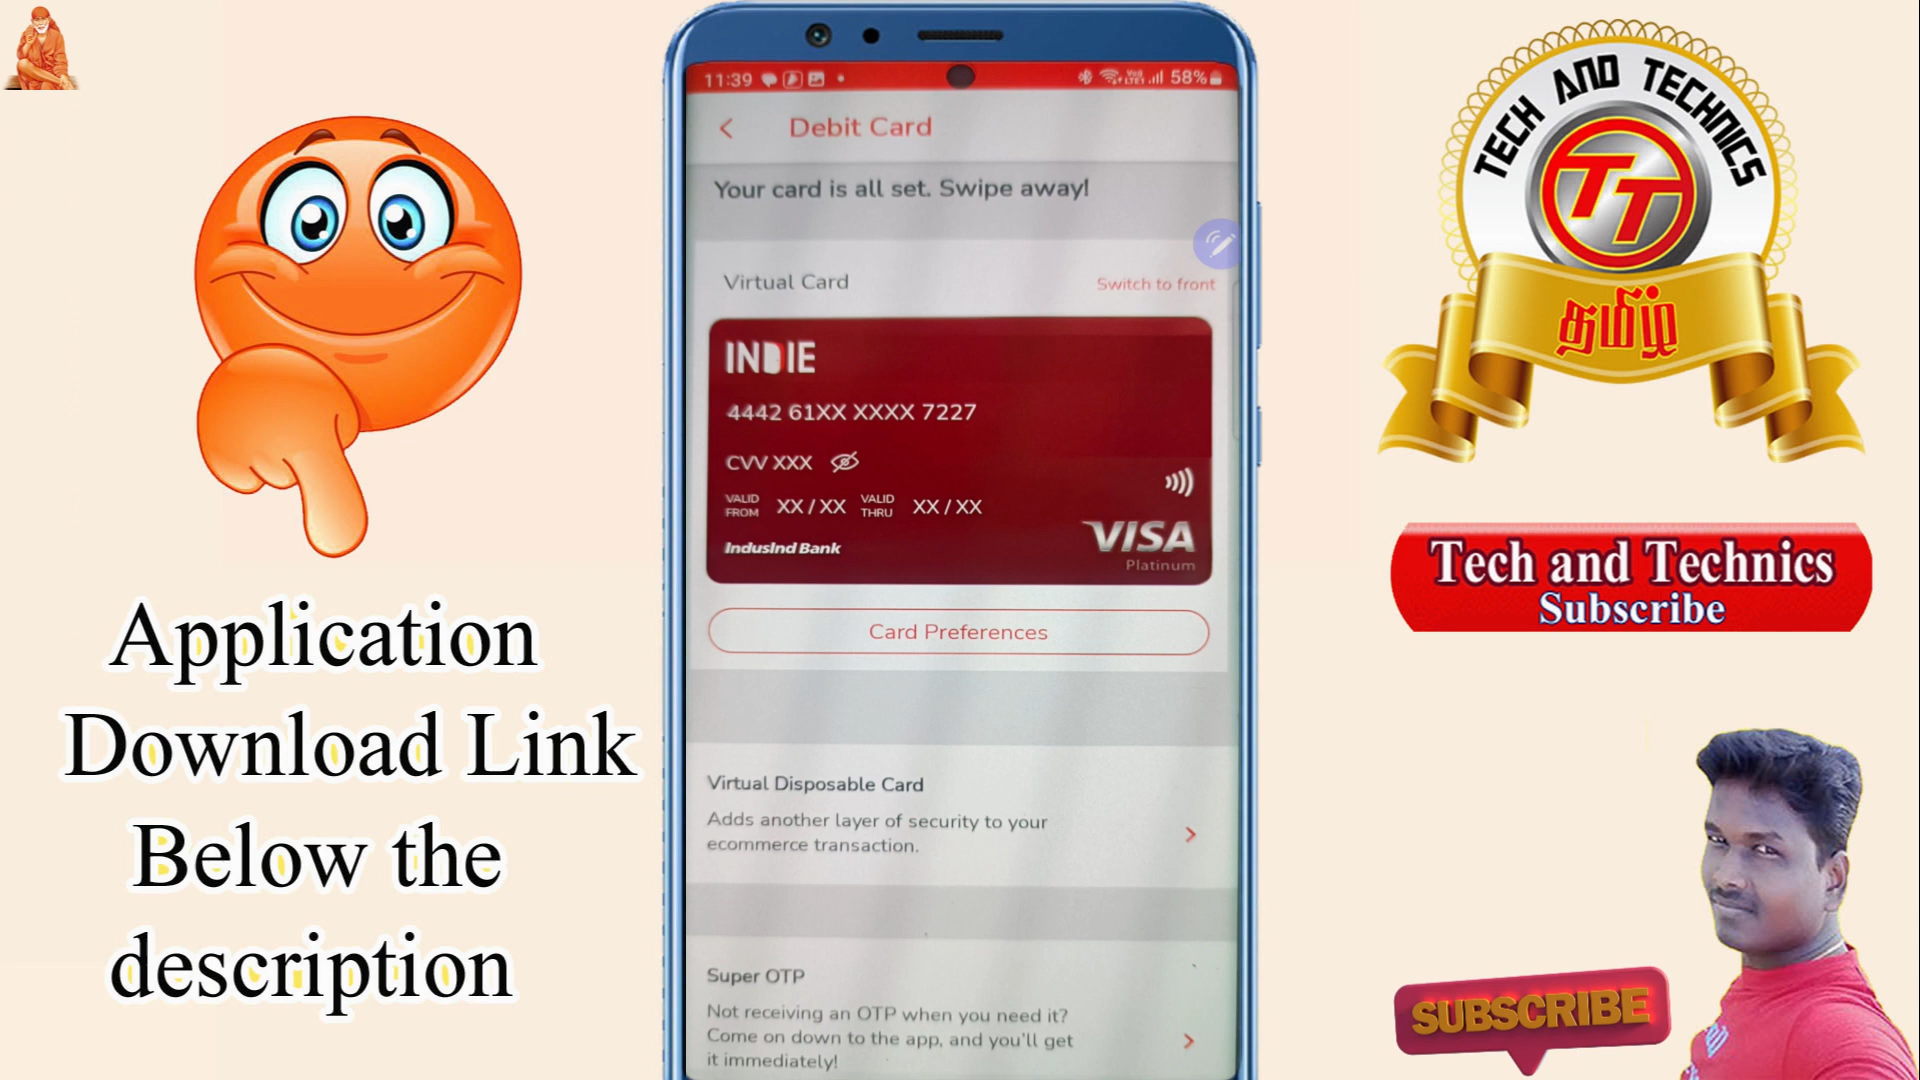 Application
Download Link
Below the
description
11:39
58%
Debit Card
Your card is all set. Swipe away!
Virtual Card
Switch to front
INDIE
4442 61XX XXXX 7227
CVV XXX
VALID FROM XX / XX VALID THRU XX / XX
IndusInd Bank
VISA
Platinum
Card Preferences
Virtual Disposable Card
Adds another layer of security to your
ecommerce transaction.
Super OTP
Not receiving an OTP when you need it?
Come on down to the app, and you'll get
it immediately!
TECH AND TECHNICS
TT
தமிழ்
Tech and Technics
Subscribe
SUBSCRIBE